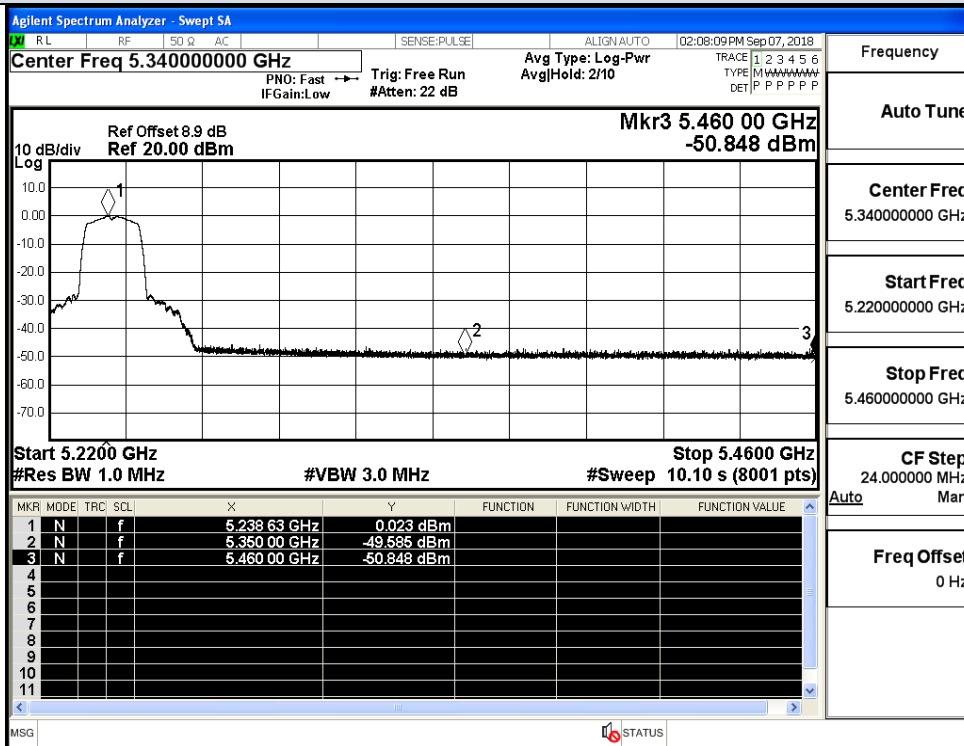 Agilent Spectrum Analyzer - Swept SA
LXI RL RF 50 Ω AC SENSE:PULSE ALIGN AUTO 02:08:09 PM Sep 07, 2018
Center Freq 5.340000000 GHz
PNO: Fast
IFGain:Low
Trig: Free Run
#Atten: 22 dB
Avg Type: Log-Pwr
Avg|Hold: 2/10
TRACE 1 2 3 4 5 6
TYPE M WWWWW
DET P P P P P P
Mkr3 5.460 00 GHz
-50.848 dBm
Ref Offset 8.9 dB
10 dB/div Ref 20.00 dBm
Log
10.0
0.00
-10.0
-20.0
-30.0
-40.0
-50.0
-60.0
-70.0
1
2
3
Start 5.2200 GHz Stop 5.4600 GHz
#Res BW 1.0 MHz #VBW 3.0 MHz #Sweep 10.10 s (8001 pts)
MKR MODE TRC SCL X Y FUNCTION FUNCTION WIDTH FUNCTION VALUE
1 N f 5.238 63 GHz 0.023 dBm
2 N f 5.350 00 GHz -49.585 dBm
3 N f 5.460 00 GHz -50.848 dBm
4
5
6
7
8
9
10
11
MSG STATUS
Frequency
Auto Tune
Center Freq
5.340000000 GHz
Start Freq
5.220000000 GHz
Stop Freq
5.460000000 GHz
CF Step
24.000000 MHz
Auto Man
Freq Offset
0 Hz